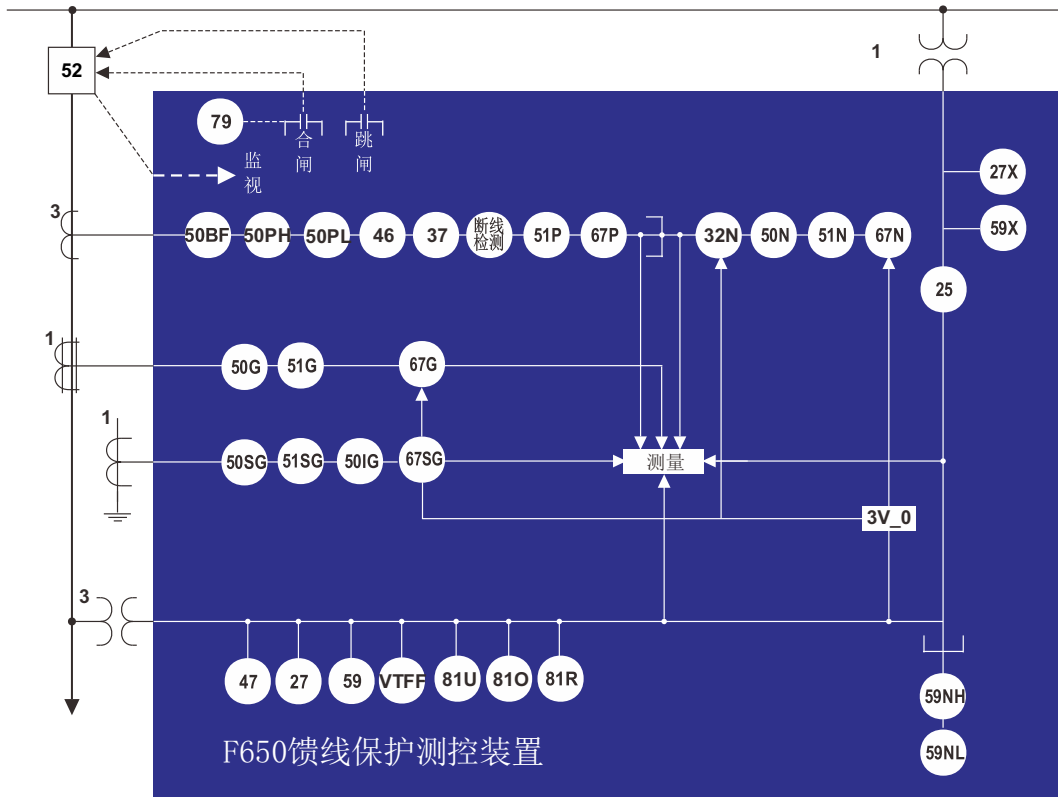 1
52
79
合闸
跳闸
监视
27X
3
50BF
50PH
50PL
46
37
断线
检测
51P
67P
32N
50N
51N
67N
59X
25
1
50G
51G
67G
1
50SG
51SG
50IG
67SG
测量
3V_0
3
47
27
59
VTFF
81U
81O
81R
59NH
59NL
F650馈线保护测控装置